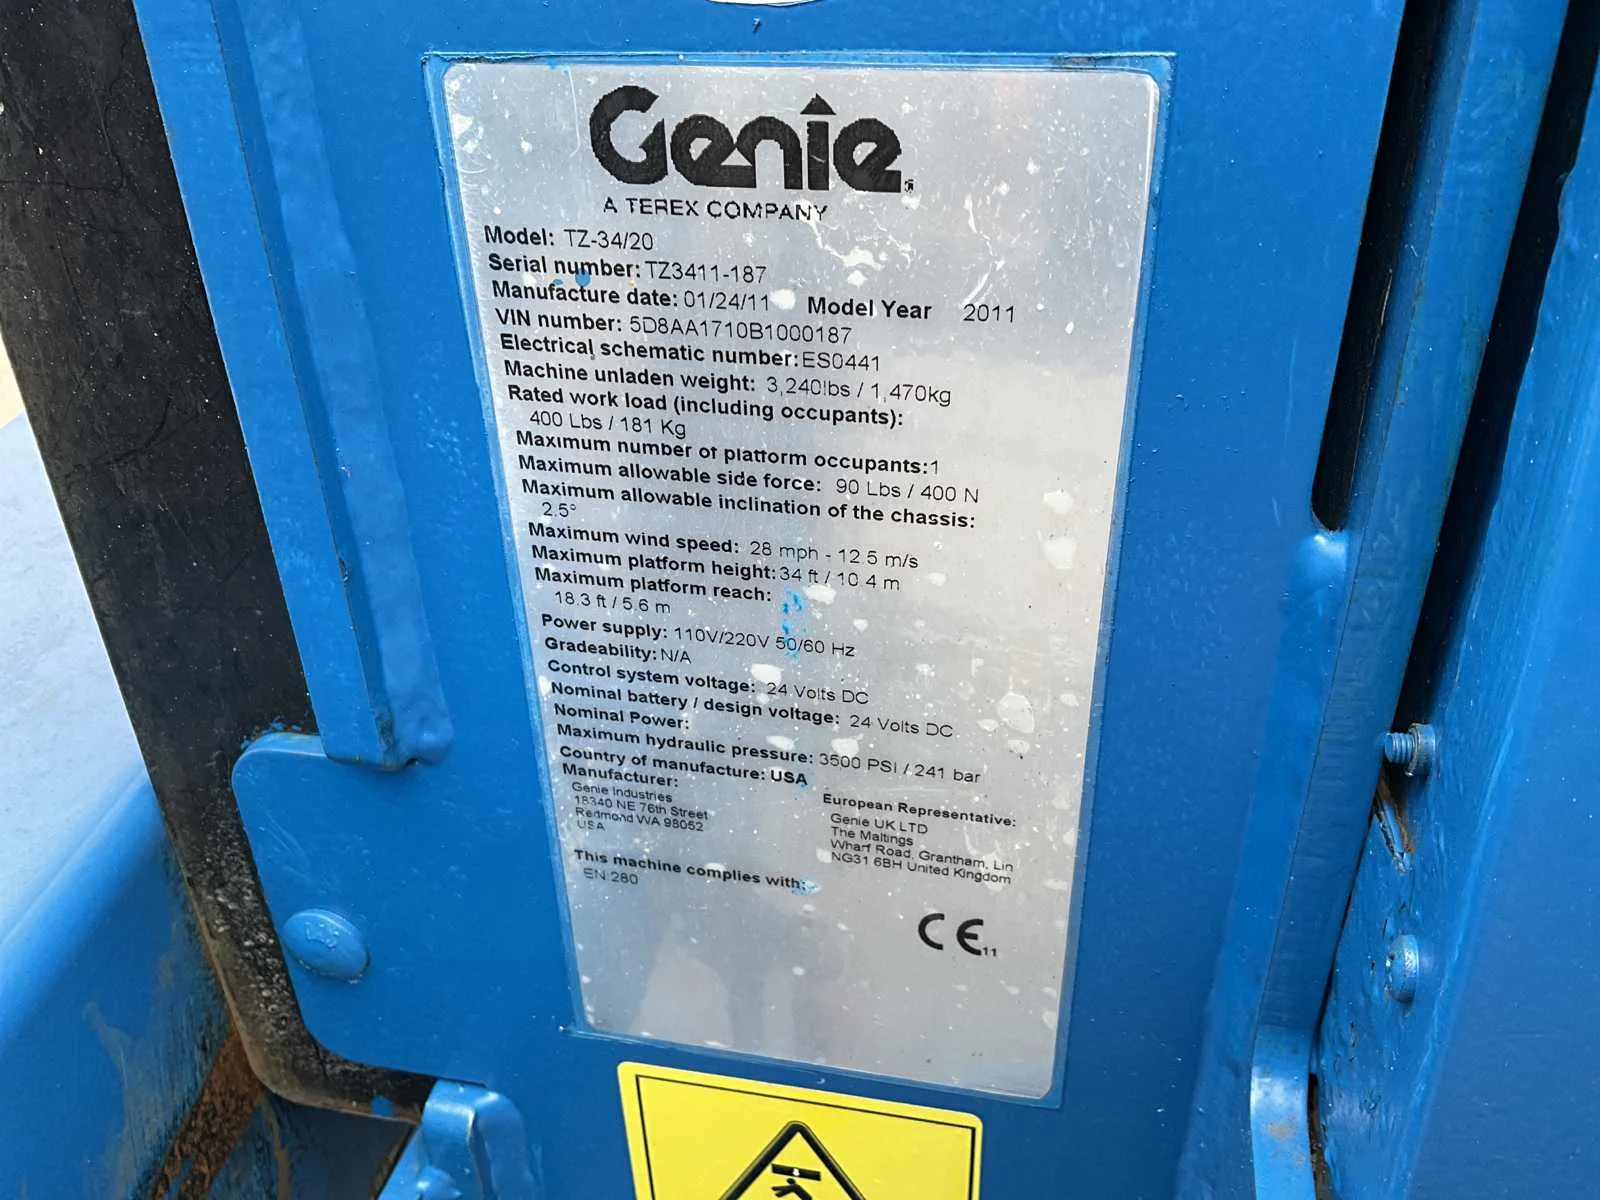 Genie
A TEREX COMPANY
Model: TZ-34/20
Serial number: TZ3411-187
Manufacture date: 01/24/11 Model Year 2011
VIN number: 5D8AA1710B1000187
Electrical schematic number: ES0441
Machine unladen weight: 3,240lbs / 1,470kg
Rated work load (including occupants):
400 Lbs / 181 Kg
Maximum number of platform occupants: 1
Maximum allowable side force: 90 Lbs / 400 N
Maximum allowable inclination of the chassis:
2.5°
Maximum wind speed: 28 mph - 12.5 m/s
Maximum platform height: 34 ft / 10.4 m
Maximum platform reach:
18.3 ft / 5.6 m
Power supply: 110V/220V 50/60 Hz
Gradeability: N/A
Control system voltage: 24 Volts DC
Nominal battery / design voltage: 24 Volts DC
Nominal Power:
Maximum hydraulic pressure: 3500 PSI / 241 bar
Country of manufacture: USA
Manufacturer:
Genie Industries
18340 NE 76th Street
Redmond WA 98052
USA
European Representative:
Genie UK LTD
The Maltings
Wharf Road, Grantham, Lin
NG31 6BH United Kingdom
This machine complies with:
EN 280
CE 11